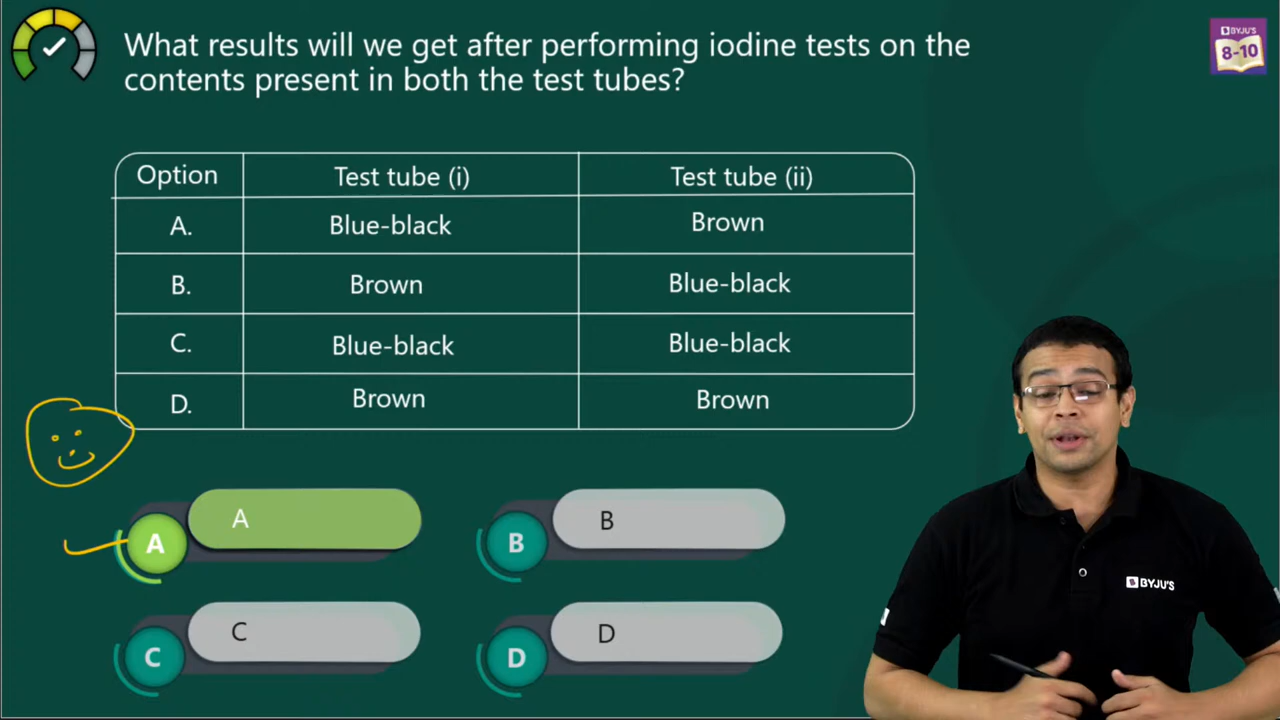 What results will we get after performing iodine tests on the
contents present in both the test tubes?
BYJU'S
8-10
Option Test tube (i) Test tube (ii)
A. Blue-black Brown
B. Brown Blue-black
C. Blue-black Blue-black
D. Brown Brown
A A
B B
C C
D D
BYJU'S